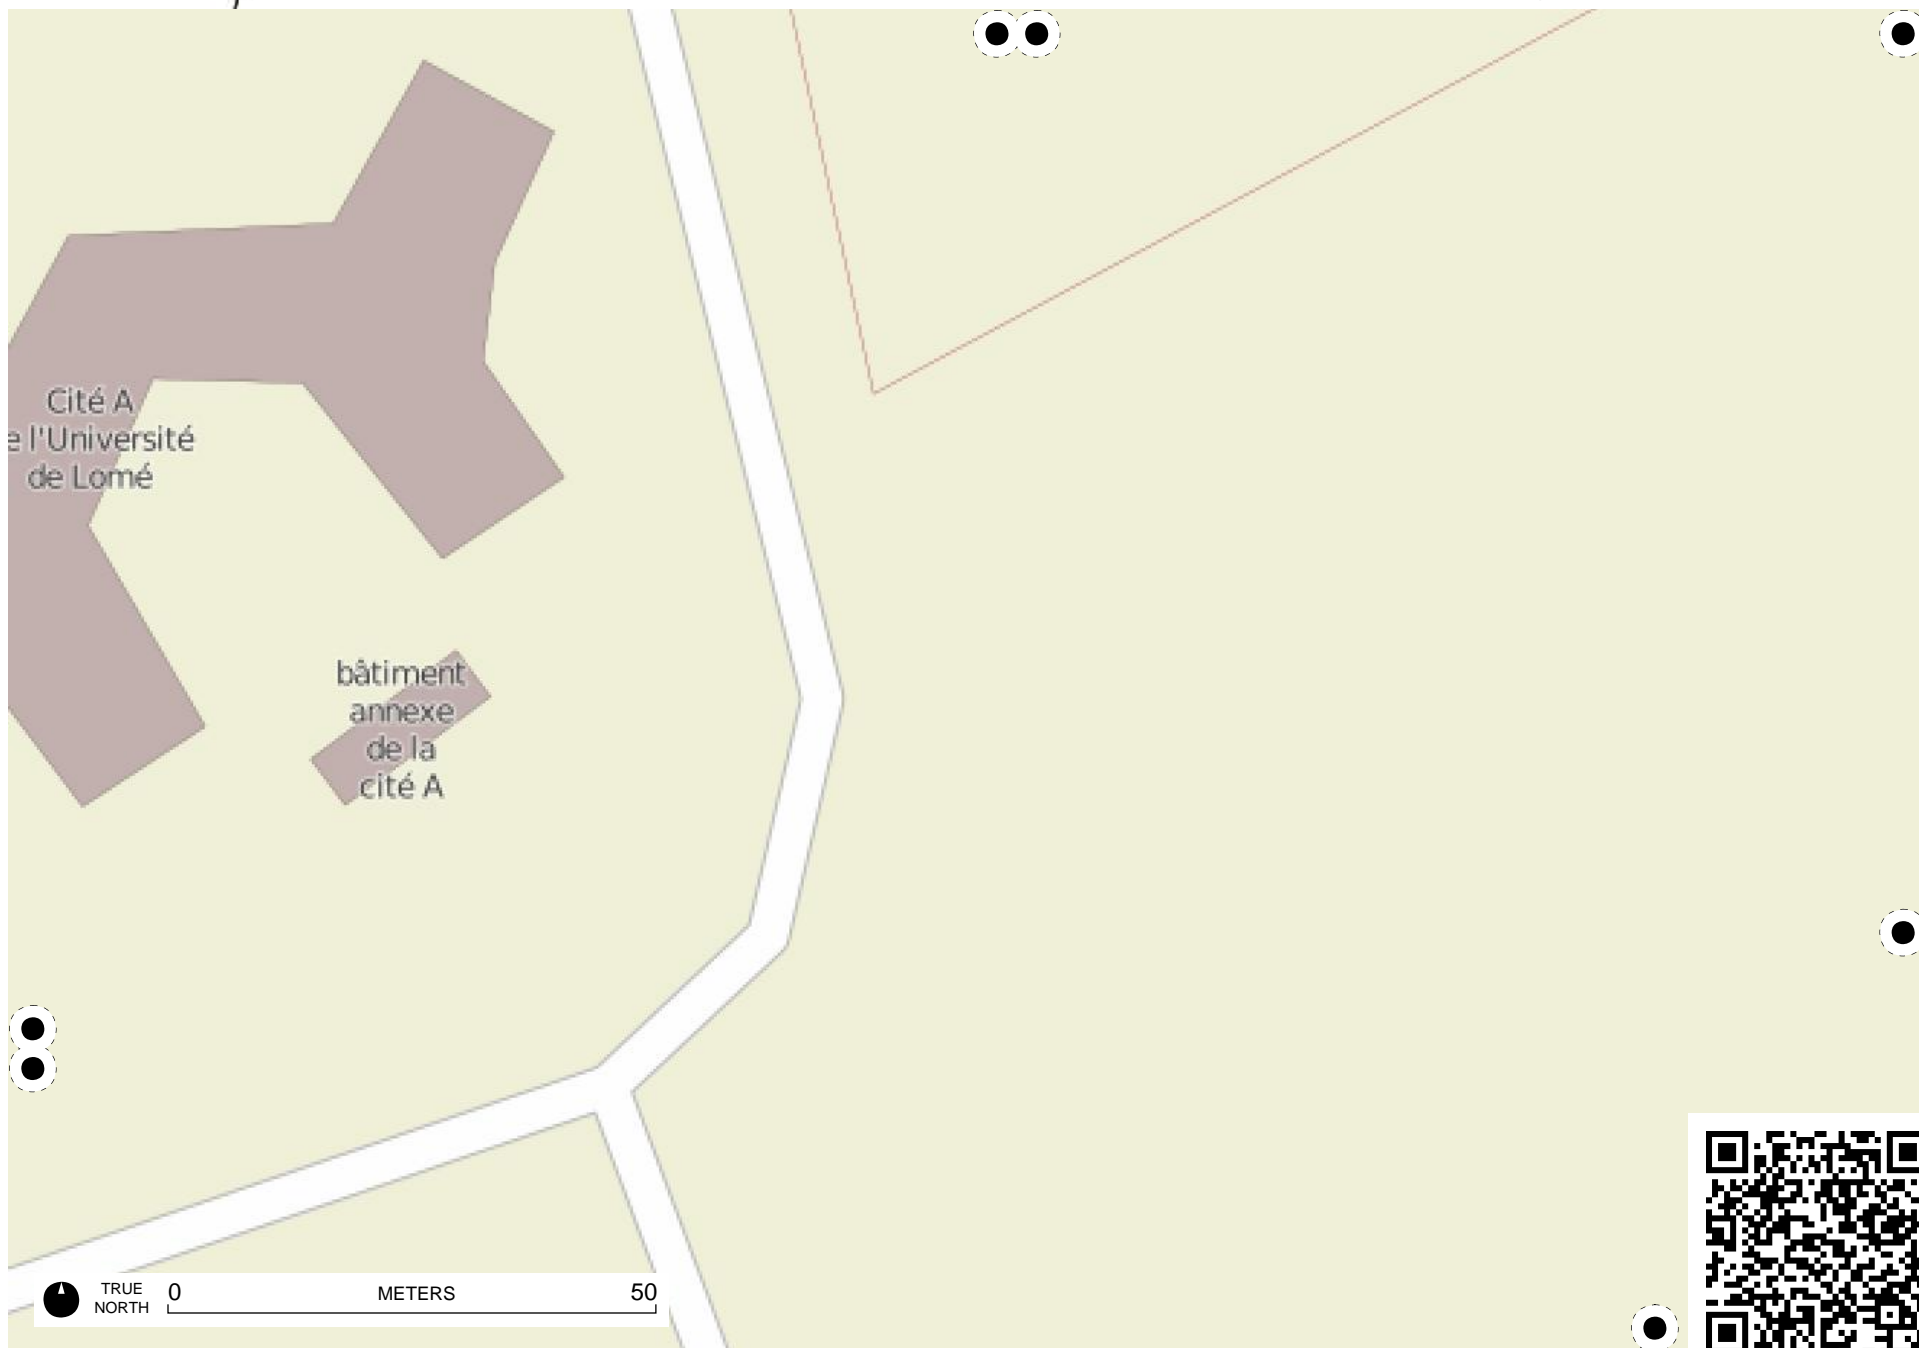 Cité A
e l'Université
de Lomé
bâtiment
annexe
de la
cité A
TRUE
NORTH
0
METERS
50